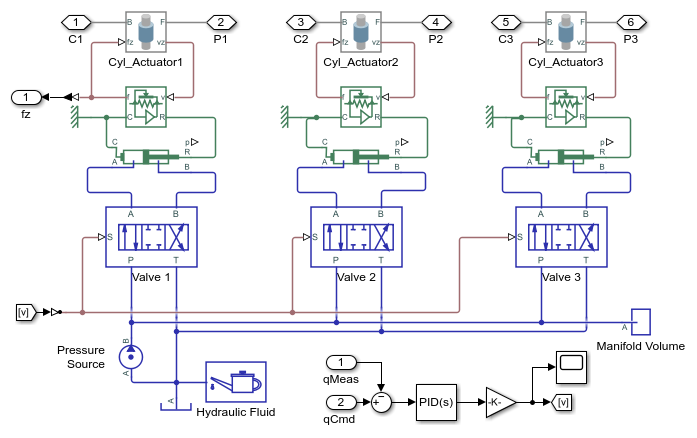 1 B F 2 3 B F 4 5 B F 6
C1 fz vz P1 C2 fz vz P2 C3 fz vz P3
Cyl_Actuator1 Cyl_Actuator2 Cyl_Actuator3
1 f v f v f v
fz
C R C R C R
C p C p C p
R R R
A B A B A B
A B A B A B
S S S
P T P T P T
Valve 1 Valve 2 Valve 3
[v]
A
B Manifold Volume
Pressure
Source
A
1
qMeas
A Hydraulic Fluid
2 + − PID(s) -K- [v]
qCmd